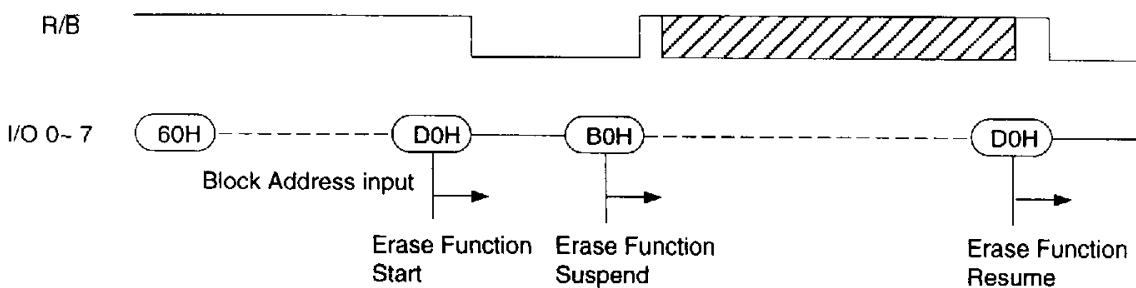 R/B̅
I/O 0~ 7
60H
D0H
B0H
D0H
Block Address input
Erase Function
Start
Erase Function
Suspend
Erase Function
Resume